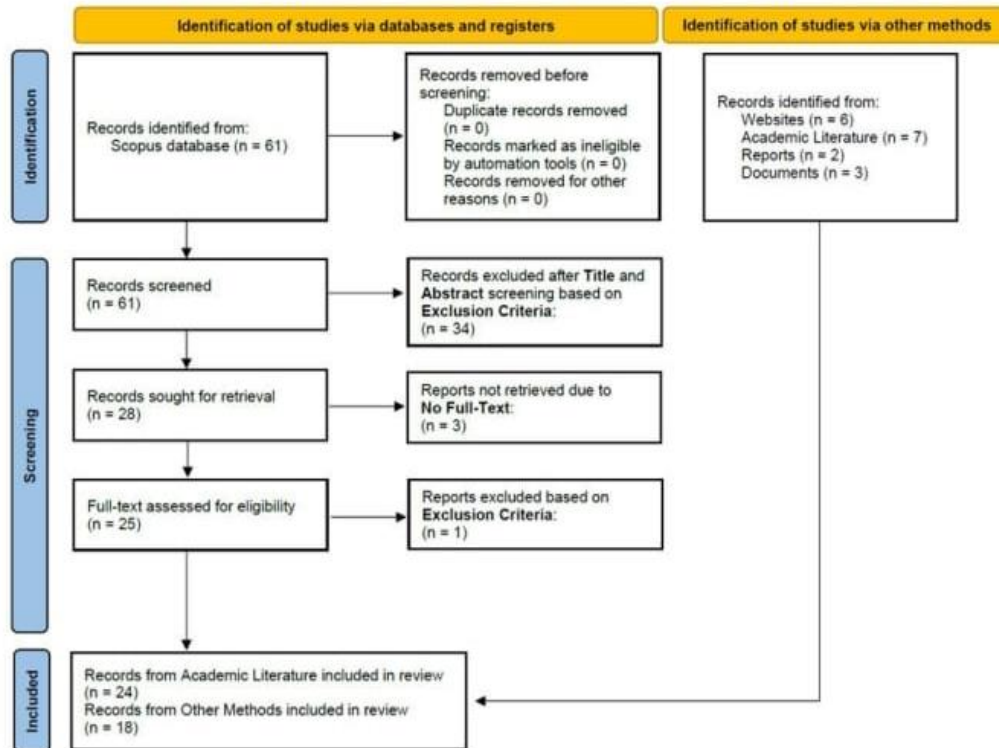 Identification of studies via databases and registers
Identification of studies via other methods
Identification
Records identified from:
Scopus database (n = 61)
Records removed before
screening:
Duplicate records removed
(n = 0)
Records marked as ineligible
by automation tools (n = 0)
Records removed for other
reasons (n = 0)
Records identified from:
Websites (n = 6)
Academic Literature (n = 7)
Reports (n = 2)
Documents (n = 3)
Screening
Records screened
(n = 61)
Records excluded after Title and
Abstract screening based on
Exclusion Criteria:
(n = 34)
Records sought for retrieval
(n = 28)
Reports not retrieved due to
No Full-Text:
(n = 3)
Full-text assessed for eligibility
(n = 25)
Reports excluded based on
Exclusion Criteria:
(n = 1)
Included
Records from Academic Literature included in review
(n = 24)
Records from Other Methods included in review
(n = 18)